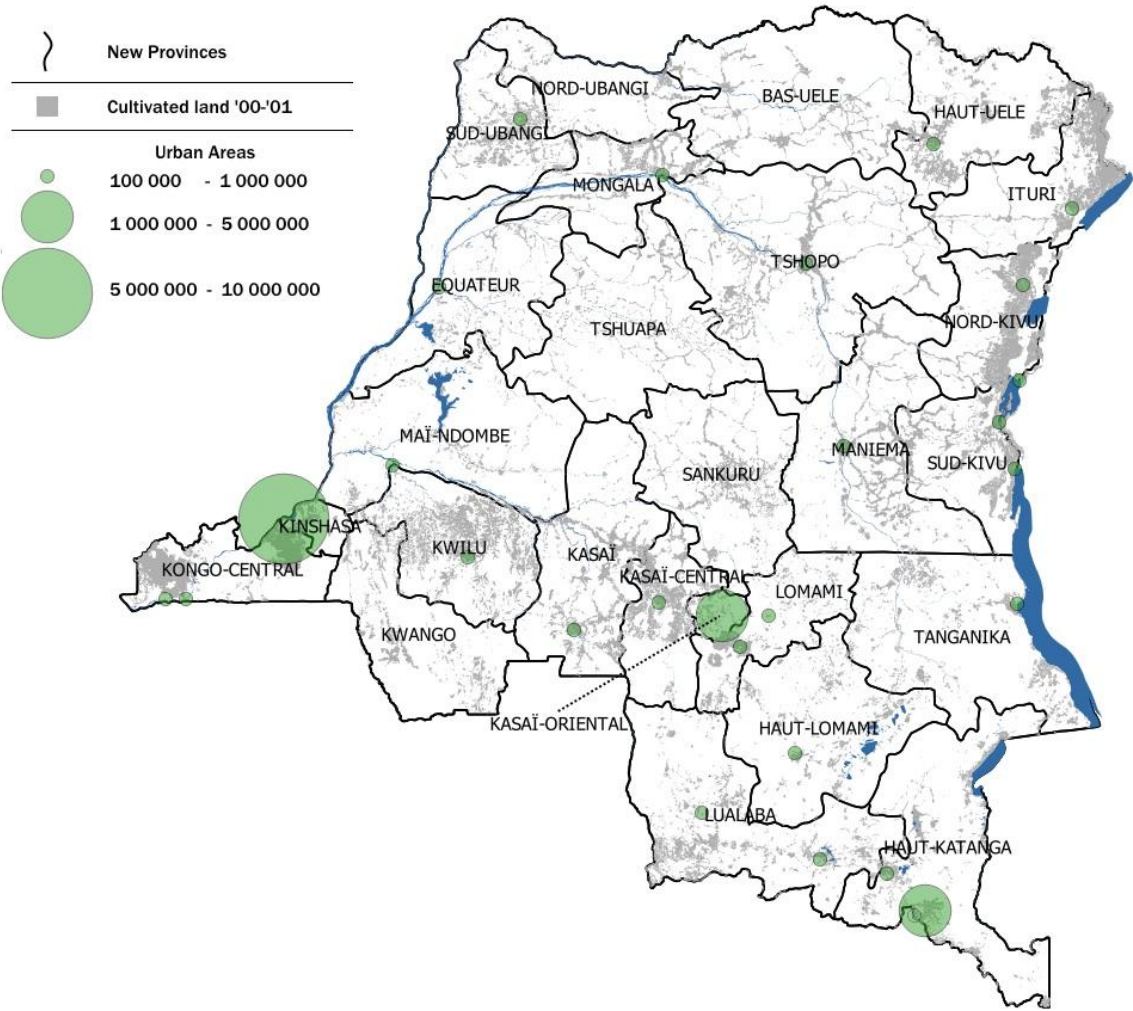 New Provinces
Cultivated land '00-'01
Urban Areas
100 000 - 1 000 000
1 000 000 - 5 000 000
5 000 000 - 10 000 000
NORD-UBANGI
BAS-UELE
HAUT-UELE
SUD-UBANGI
MONGALA
ITURI
TSHOPO
EQUATEUR
TSHUAPA
NORD-KIVU
MAÏ-NDOMBE
MANIEMA
SUD-KIVU
SANKURU
KINSHASA
KWILU
KASAÏ
KONGO-CENTRAL
KASAÏ-CENTRAL
LOMAMI
KWANGO
TANGANIKA
KASAÏ-ORIENTAL
HAUT-LOMAMI
LUALABA
HAUT-KATANGA